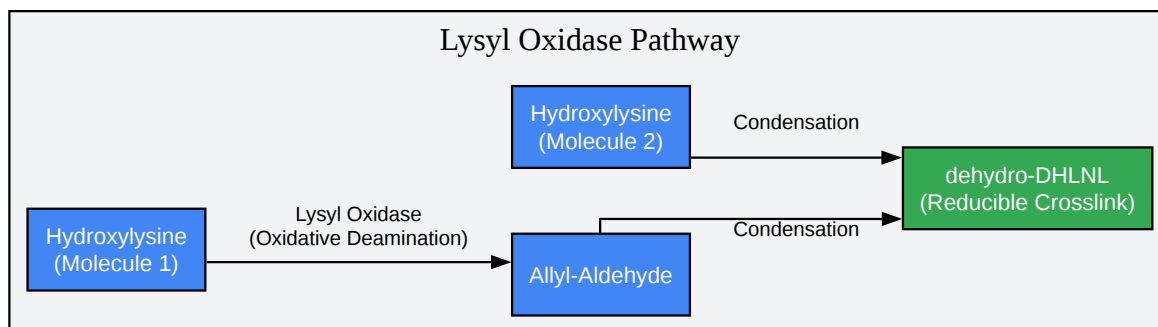 Lysyl Oxidase Pathway
Hydroxylysine
(Molecule 2)
Condensation
dehydro-DHLNL
(Reducible Crosslink)
Hydroxylysine
(Molecule 1)
Lysyl Oxidase
(Oxidative Deamination)
Allyl-Aldehyde
Condensation